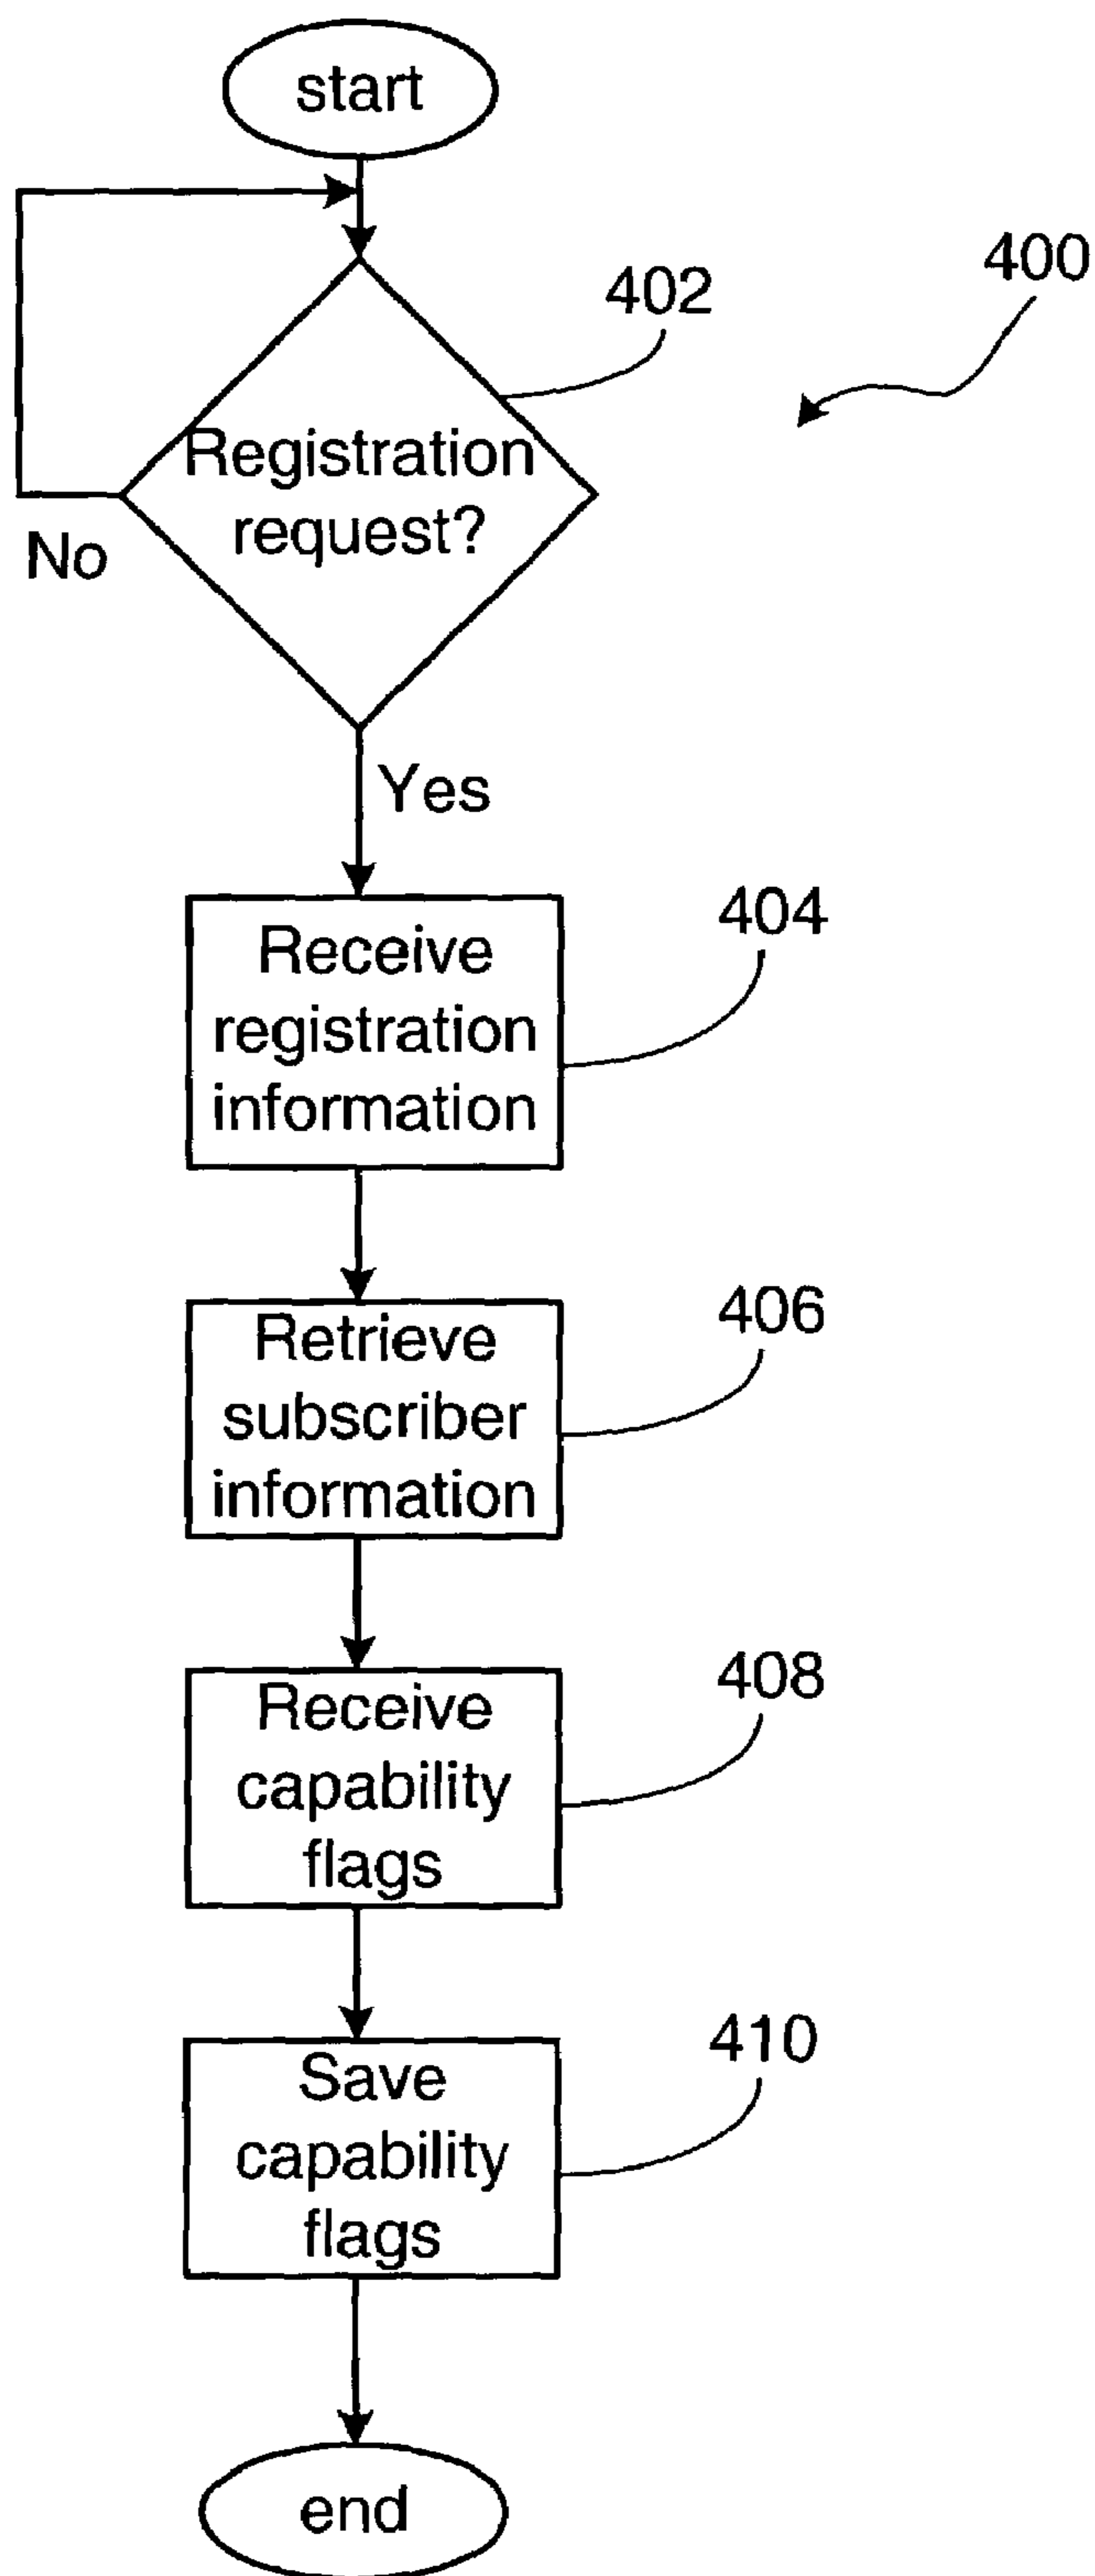 start
400
402
Registration
request?
No
Yes
404
Receive
registration
information
406
Retrieve
subscriber
information
408
Receive
capability
flags
410
Save
capability
flags
end